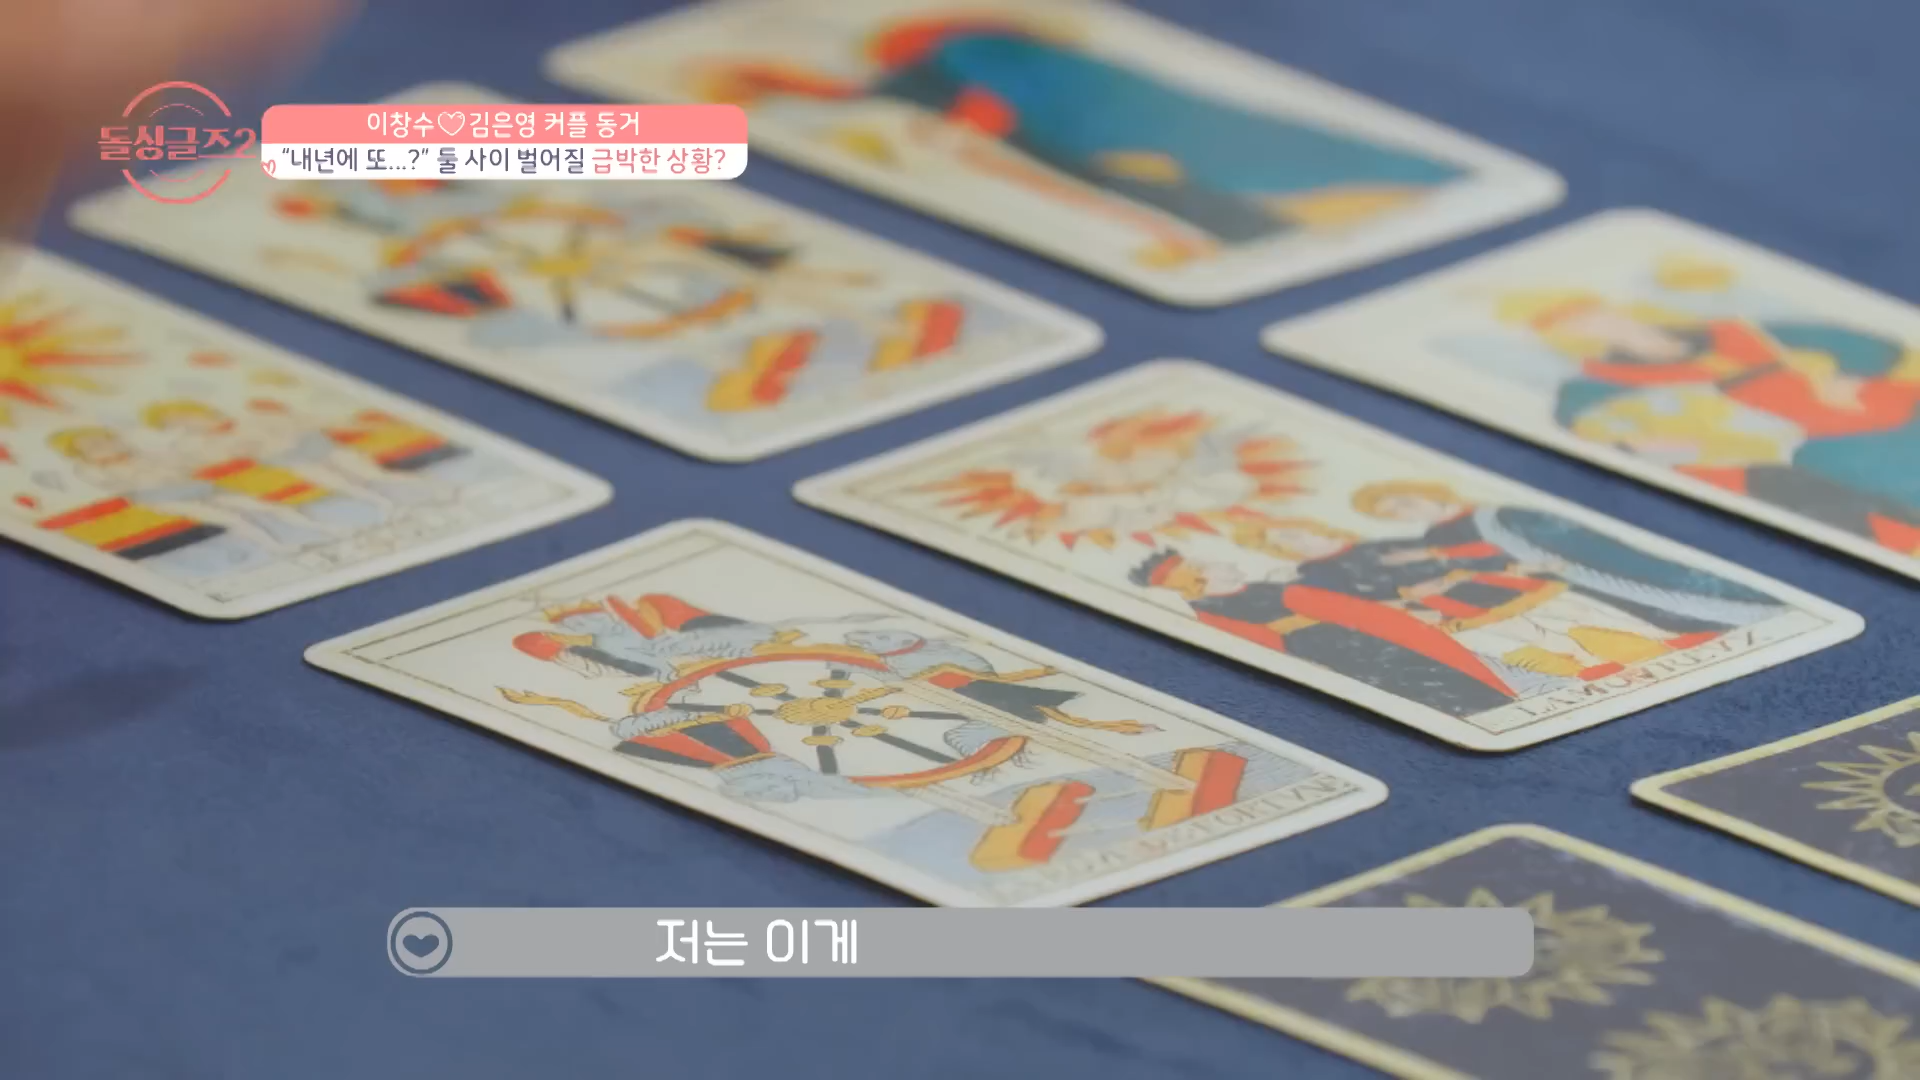 돌싱글즈2
이창수♡김은영 커플 동거
“내년에 또...?” 둘 사이 벌어질 급박한 상황?
LAMOVREVX
저는 이게